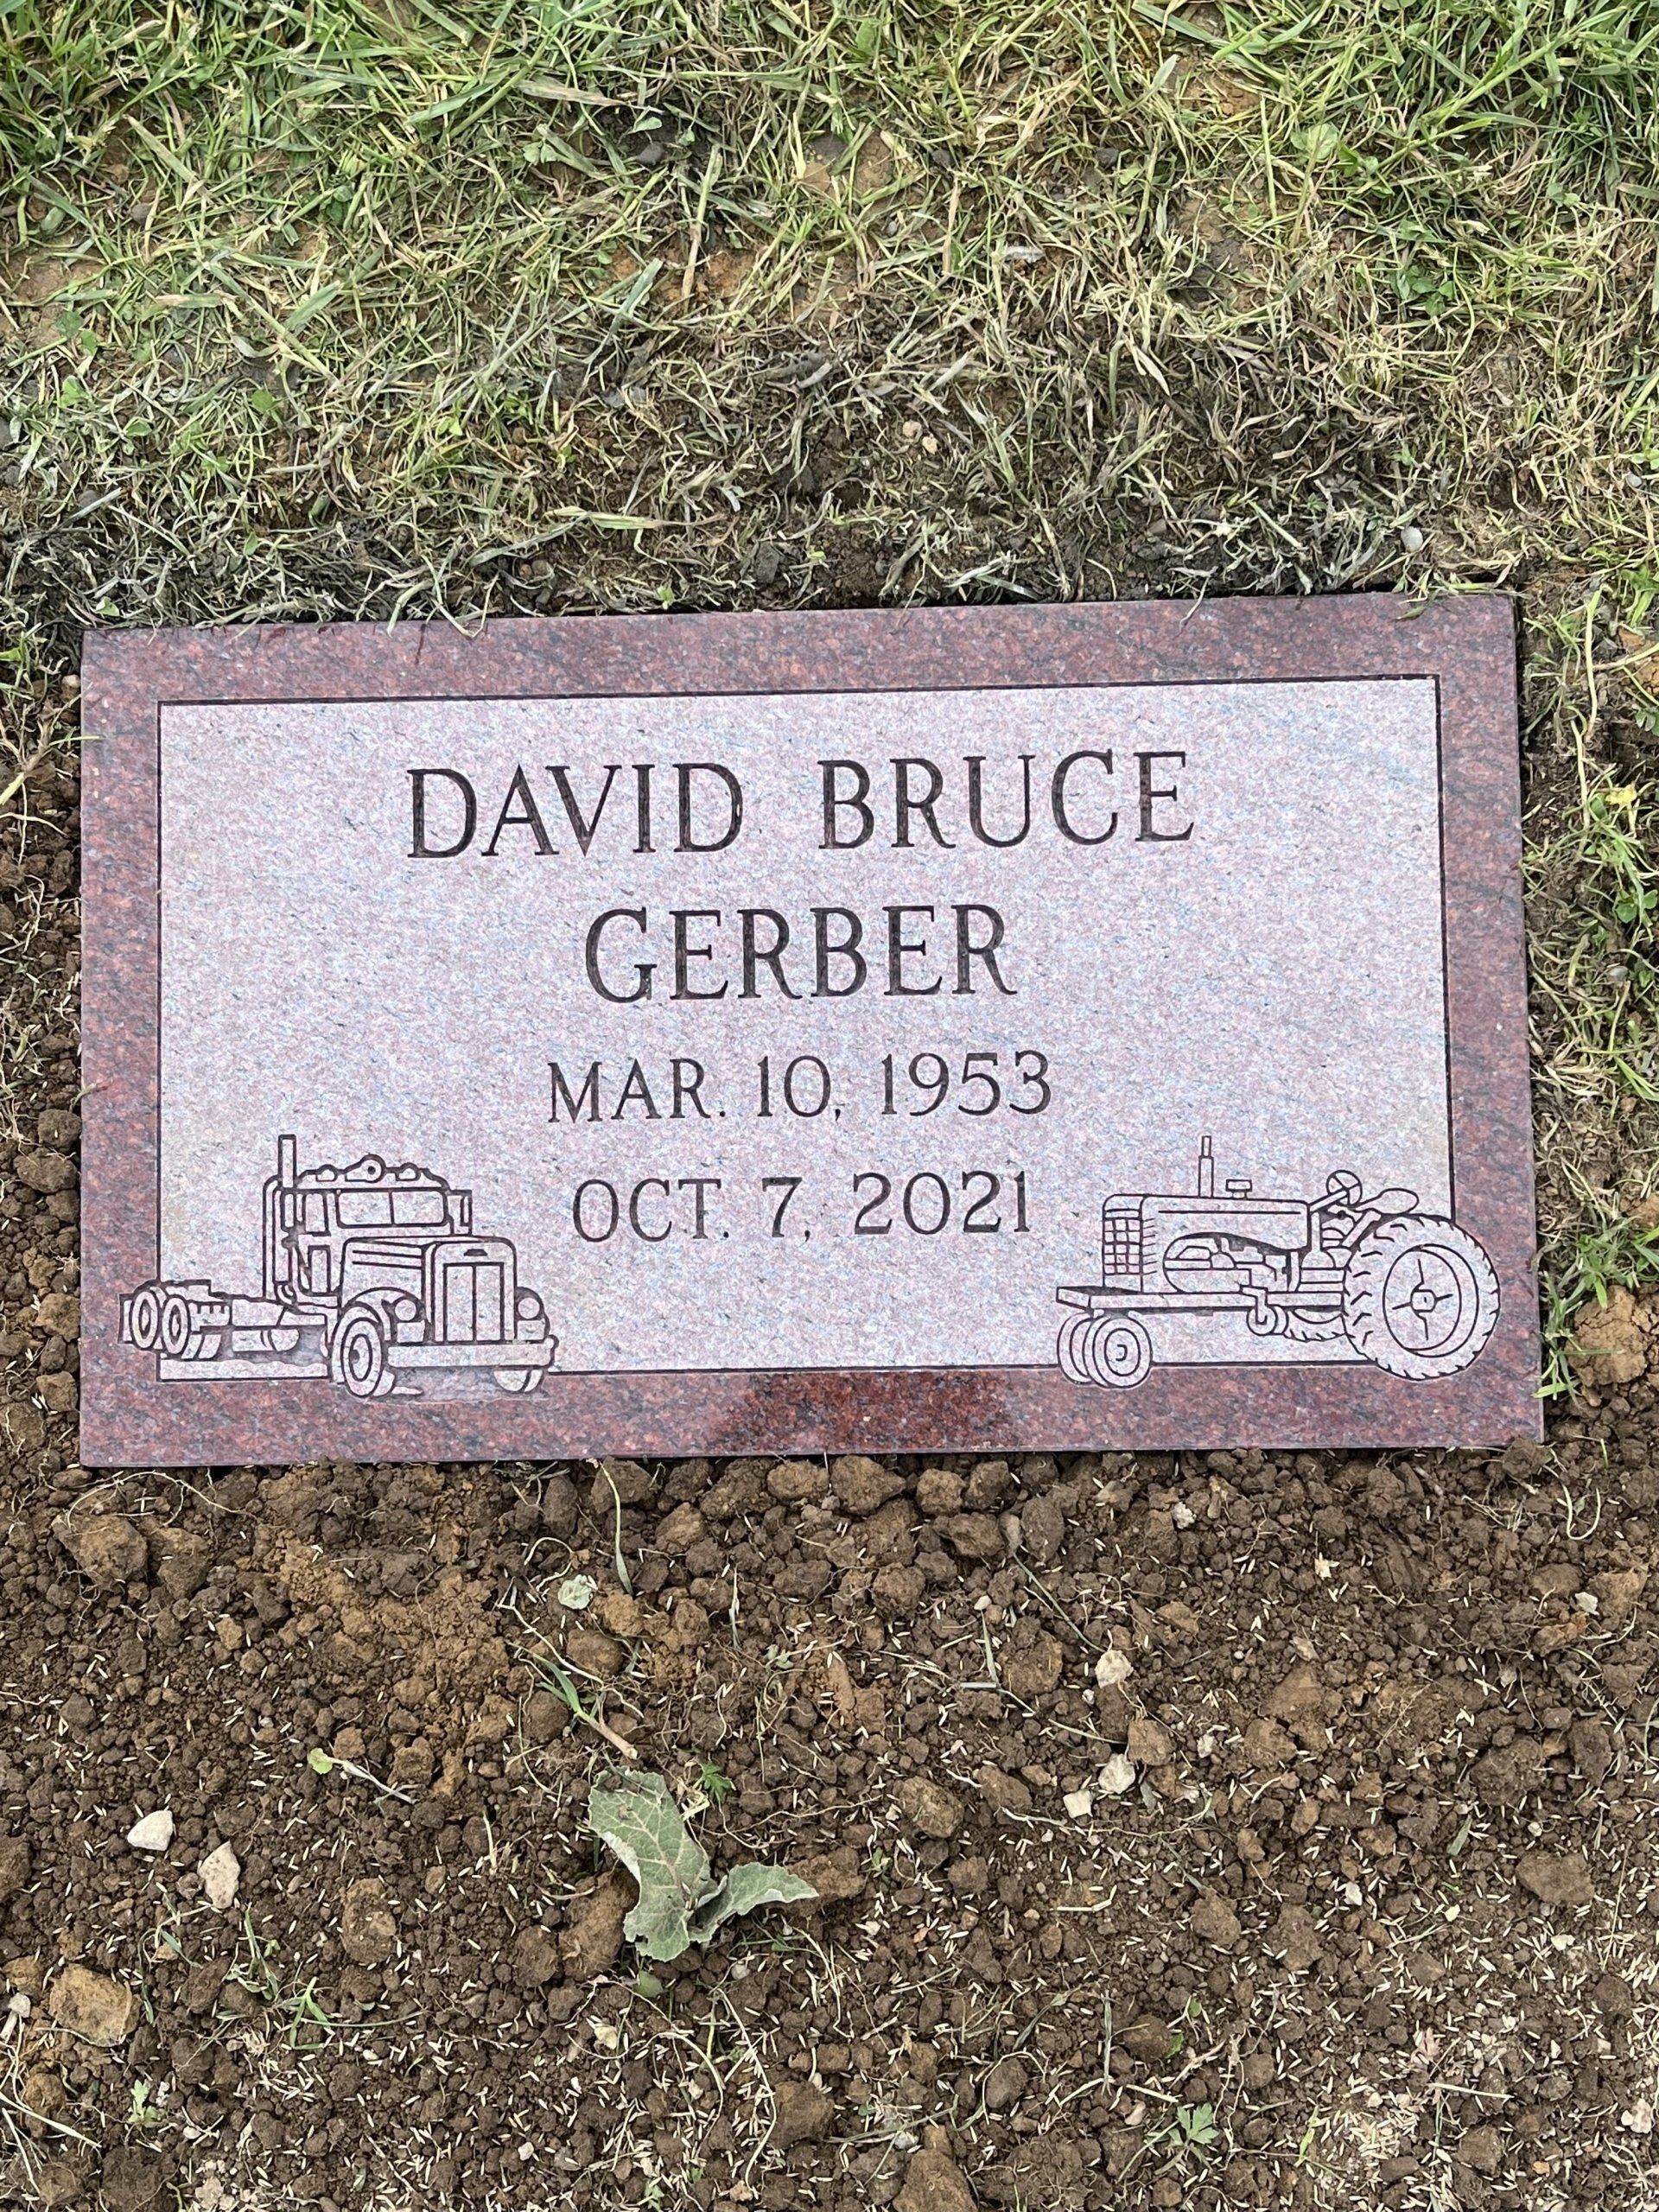 DAVID BRUCE
GERBER
MAR. 10, 1953
OCT. 7, 2021